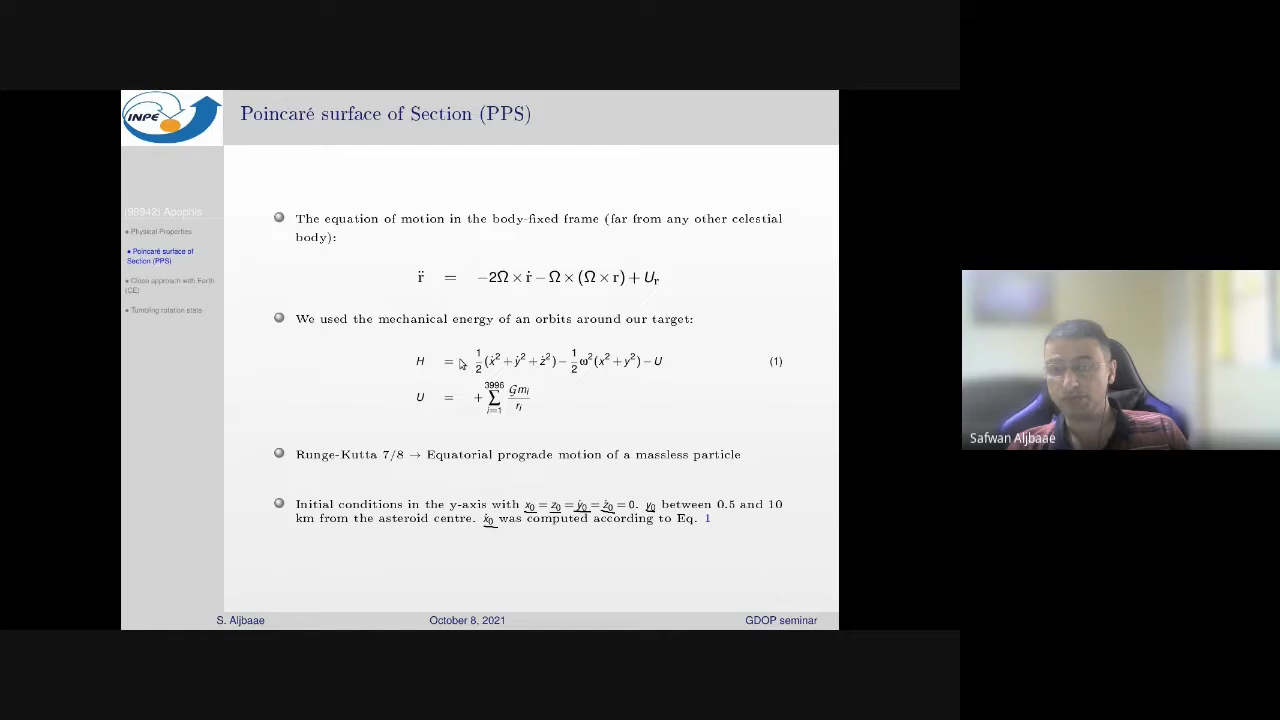 INPE
Poincaré surface of Section (PPS)
(99942) Apophis
• Physical Properties
• Poincaré surface of
Section (PPS)
• Close approach with Earth
(CE)
• Tumbling rotation state
The equation of motion in the body-fixed frame (far from any other celestial
body):
r̈ = −2Ω × ṙ − Ω × (Ω × r) + Uᵣ
We used the mechanical energy of an orbits around our target:
H = 1/2 (ẋ² + ẏ² + ż²) − 1/2 ω² (x² + y²) − U (1)
U = + ∑_{i=1}^{3996} 𝒢mᵢ/rᵢ
Runge-Kutta 7/8 → Equatorial prograde motion of a massless particle
Initial conditions in the y-axis with x₀ = z₀ = ẏ₀ = ż₀ = 0. y₀ between 0.5 and 10
km from the asteroid centre. ẋ₀ was computed according to Eq. 1
S. Aljbaae October 8, 2021 GDOP seminar
Safwan Aljbaae